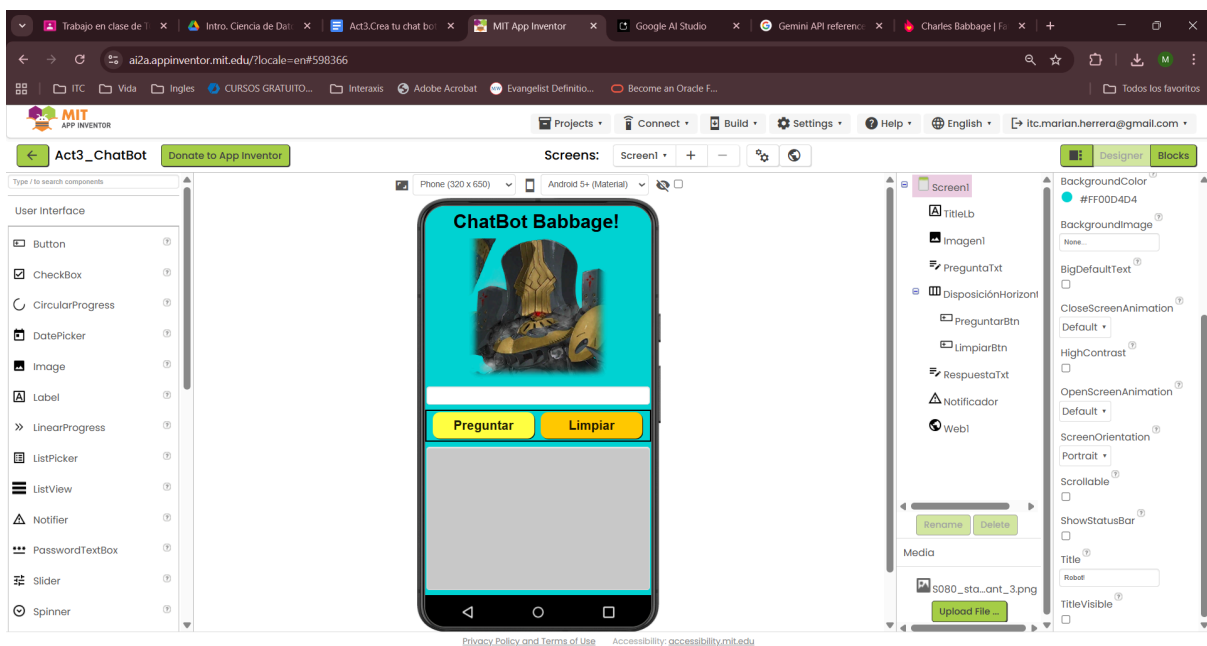 Trabajo en clase de T
Intro. Ciencia de Dato
Act3.Crea tu chat bot
MIT App Inventor
Google AI Studio
Gemini API reference
Charles Babbage | Fa
ai2a.appinventor.mit.edu/?locale=en#598366
M
ITC
Vida
Ingles
CURSOS GRATUITO...
Interaxis
Adobe Acrobat
Evangelist Definitio...
Become an Oracle F...
Todos los favoritos
MIT
APP INVENTOR
Projects
Connect
Build
Settings
Help
English
itc.marian.herrera@gmail.com
Act3_ChatBot
Donate to App Inventor
Screens:
Screen1
Designer
Blocks
Type / to search components
User Interface
Button
CheckBox
CircularProgress
DatePicker
Image
Label
LinearProgress
ListPicker
ListView
Notifier
PasswordTextBox
Slider
Spinner
Phone (320 x 650)
Android 5+ (Material)
ChatBot Babbage!
Preguntar
Limpiar
Screen1
TitleLb
Imagen1
PreguntaTxt
DisposiciónHorizont
PreguntarBtn
LimpiarBtn
RespuestaTxt
Notificador
Web1
Rename
Delete
Media
S080_sta...ant_3.png
Upload File ...
BackgroundColor
#FF00D4D4
BackgroundImage
None...
BigDefaultText
CloseScreenAnimation
Default
HighContrast
OpenScreenAnimation
Default
ScreenOrientation
Portrait
Scrollable
ShowStatusBar
Title
TitleVisible
Privacy Policy and Terms of Use
Accessibility: accessibility.mit.edu